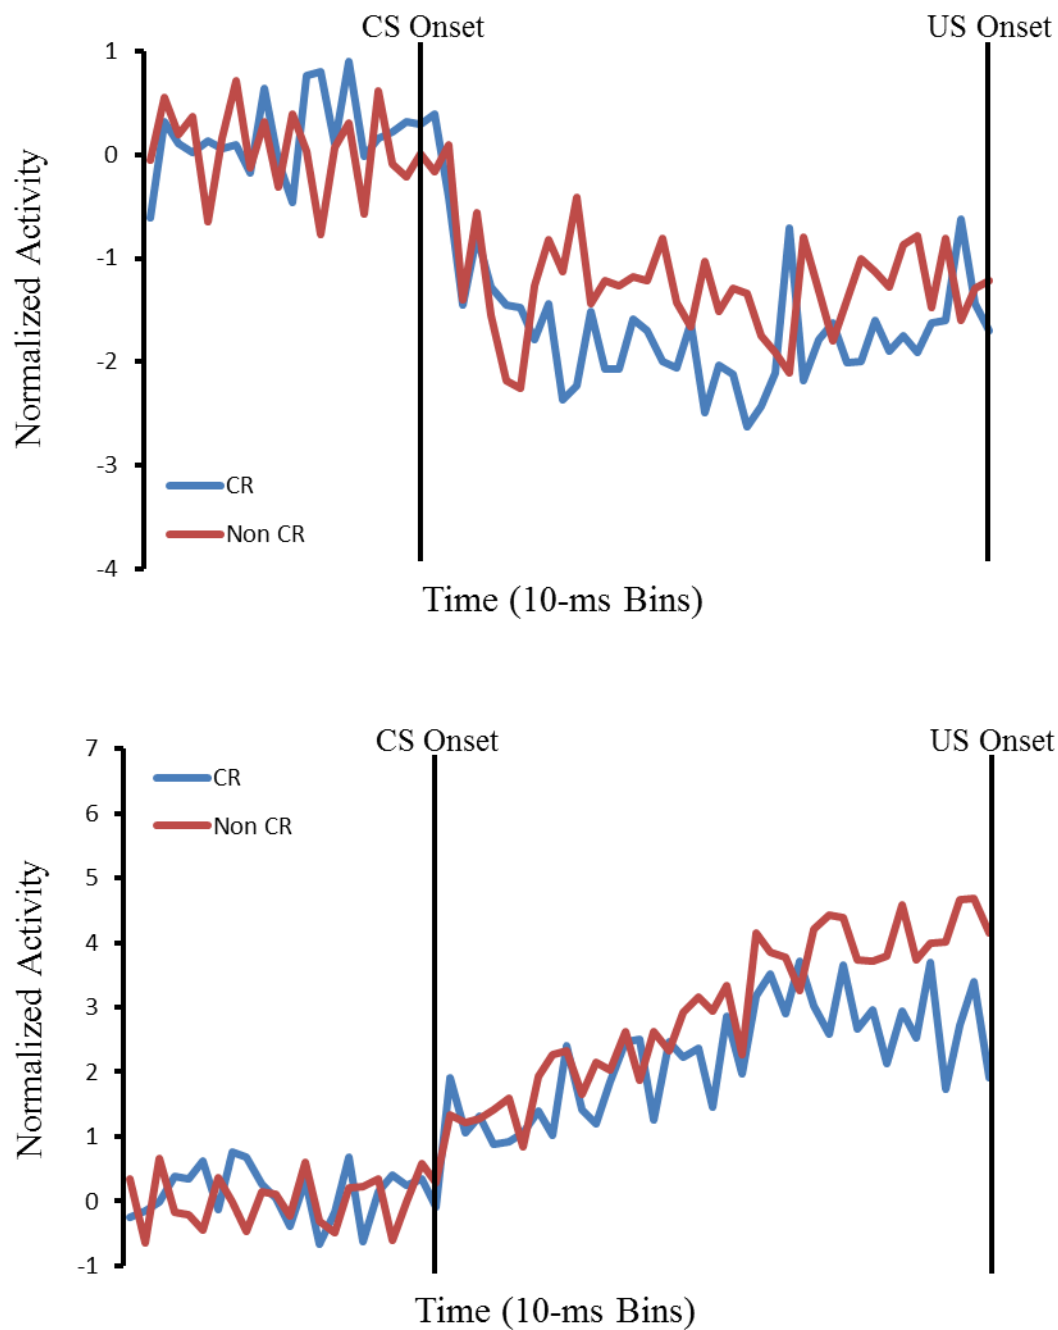 CS Onset
US Onset
1
0
-1
-2
-3
-4
Normalized Activity
CR
Non CR
Time (10-ms Bins)
CS Onset
US Onset
7
6
5
4
3
2
1
0
-1
Normalized Activity
CR
Non CR
Time (10-ms Bins)